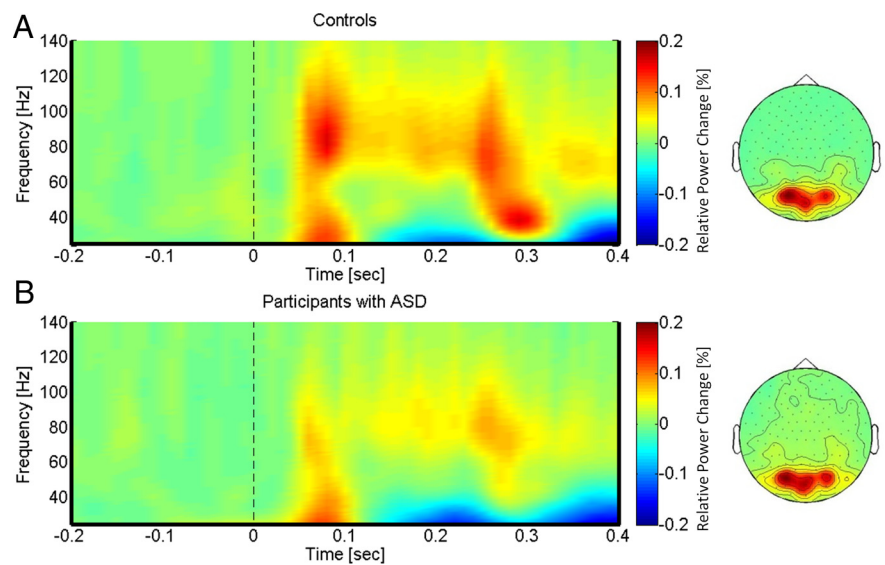 A
Controls
140
120
100
80
60
40
Frequency [Hz]
-0.2 -0.1 0 0.1 0.2 0.3 0.4
Time [sec]
0.2
0.1
0
-0.1
-0.2
Relative Power Change [%]
B
Participants with ASD
140
120
100
80
60
40
Frequency [Hz]
-0.2 -0.1 0 0.1 0.2 0.3 0.4
Time [sec]
0.2
0.1
0
-0.1
-0.2
Relative Power Change [%]